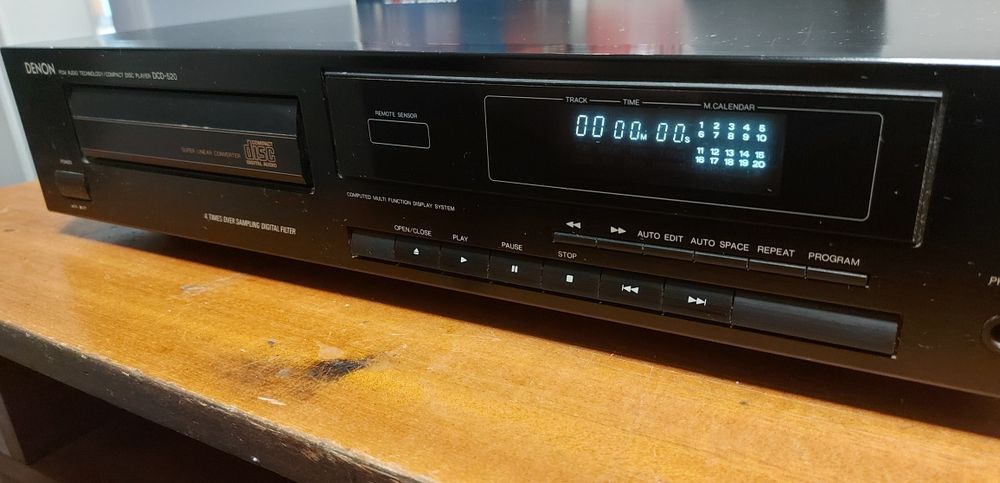 DENON PCM AUDIO TECHNOLOGY/COMPACT DISC PLAYER DCD-520
SUPER LINEAR CONVERTER
COMPACT
disc
DIGITAL AUDIO
POWER
4 TIMES OVER SAMPLING DIGITAL FILTER
REMOTE SENSOR
COMPUTED MULTI FUNCTION DISPLAY SYSTEM
TRACK TIME M.CALENDAR
00 00M 00S
1 2 3 4 5
6 7 8 9 10
11 12 13 14 15
16 17 18 19 20
OPEN/CLOSE PLAY PAUSE STOP
AUTO EDIT AUTO SPACE REPEAT PROGRAM